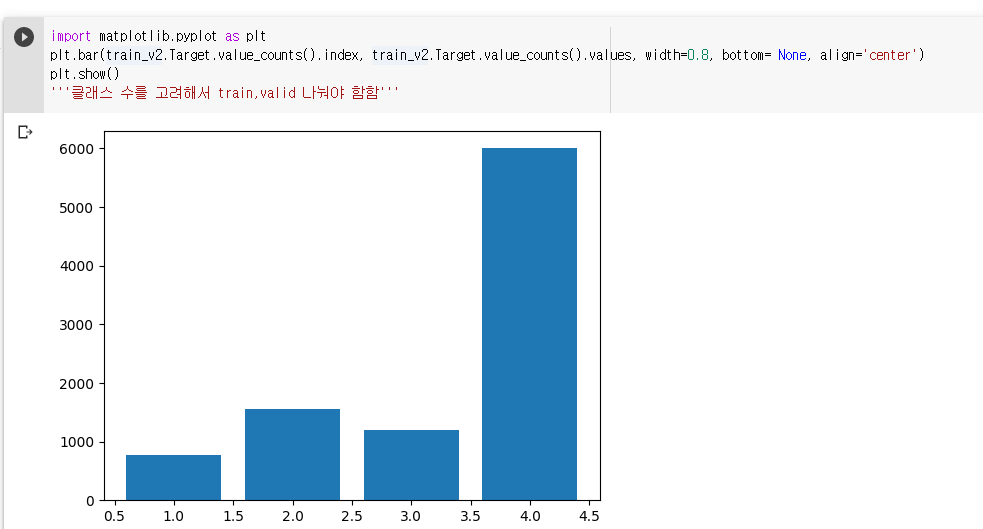 import matplotlib.pyplot as plt
plt.bar(train_v2.Target.value_counts().index, train_v2.Target.value_counts().values, width=0.8, bottom= None, align='center')
plt.show()
'''클래스 수를 고려해서 train,valid 나눠야 함함'''
6000
5000
4000
3000
2000
1000
0
0.5 1.0 1.5 2.0 2.5 3.0 3.5 4.0 4.5